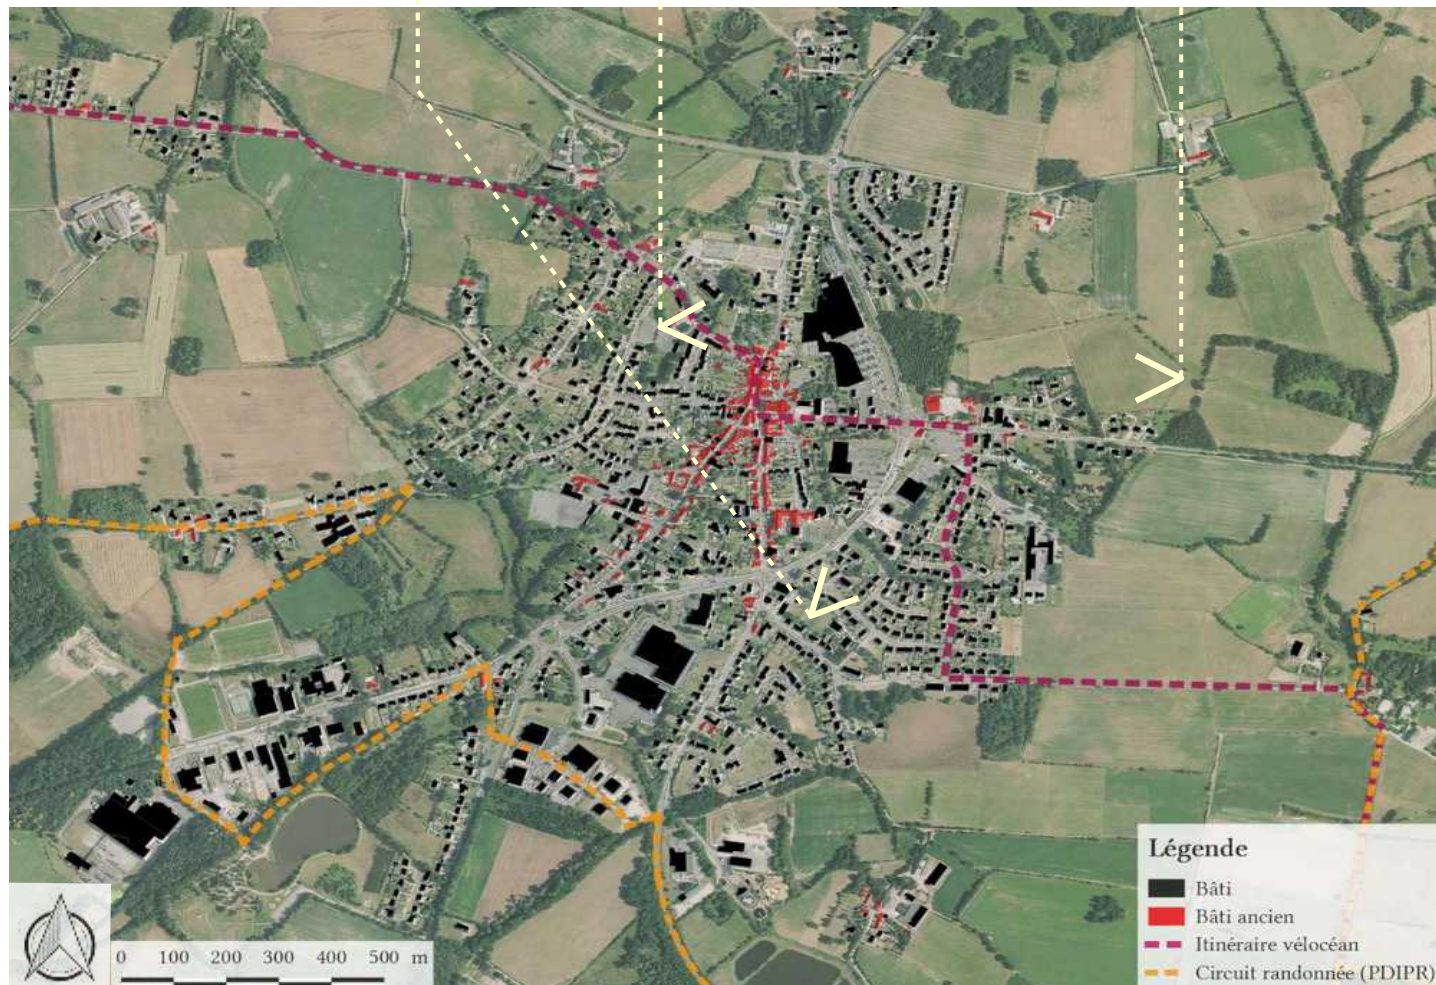 Légende
Bâti
Bâti ancien
Itinéraire vélocéan
Circuit randonnée (PDIPR)
0 100 200 300 400 500 m